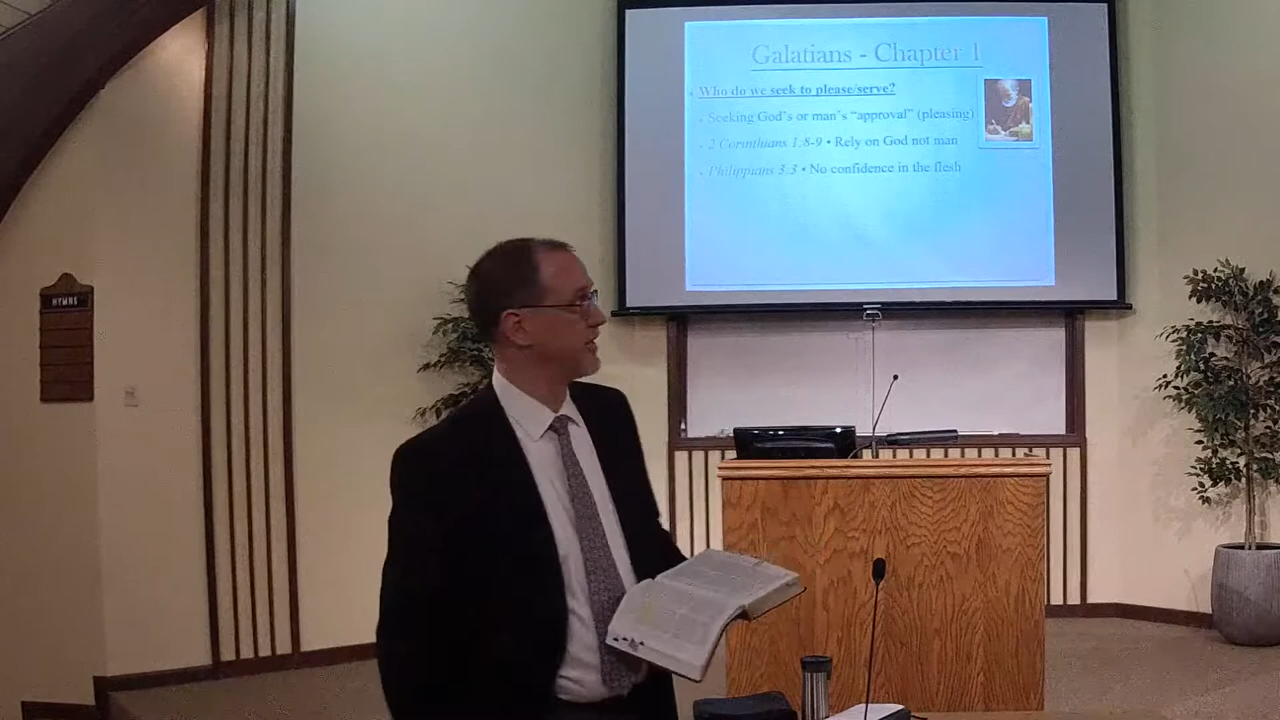 Galatians - Chapter 1
Who do we seek to please/serve?
Seeking God's or man's “approval” (pleasing)
2 Corinthians 1:8-9 • Rely on God not man
Philippians 3:3 • No confidence in the flesh
HYMNS